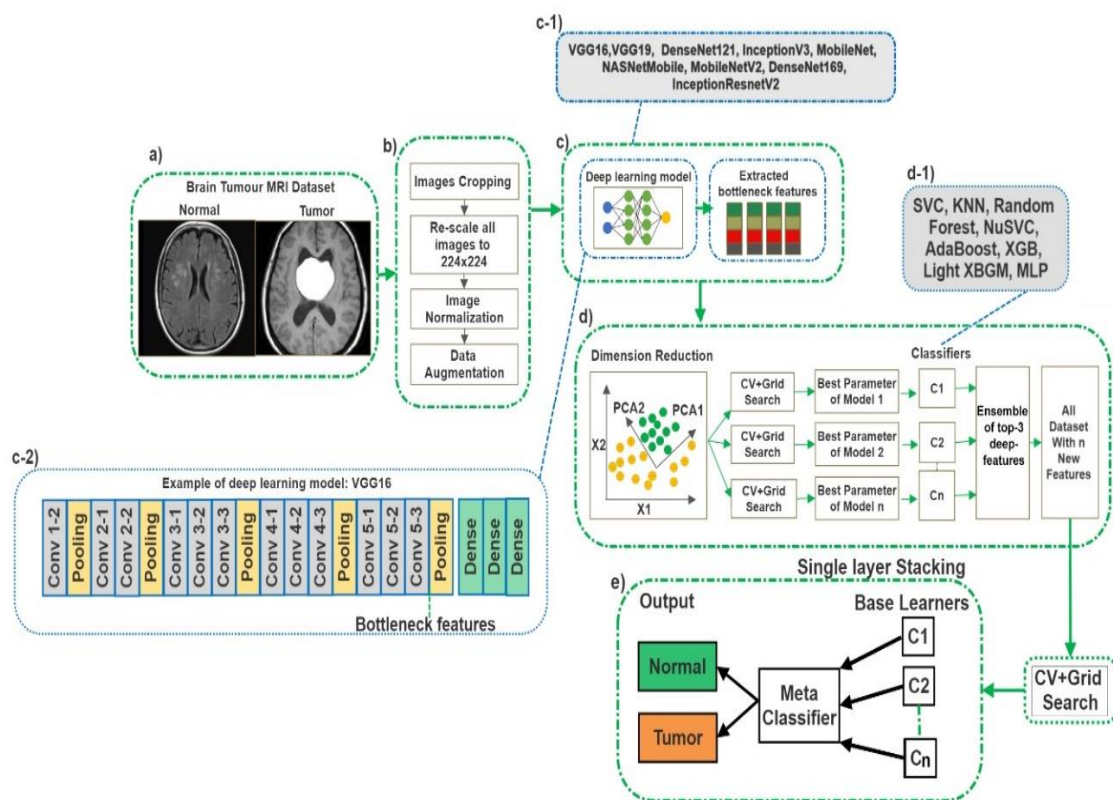 c-1)
VGG16,VGG19, DenseNet121, InceptionV3, MobileNet,
NASNetMobile, MobileNetV2, DenseNet169,
InceptionResnetV2
a)
Brain Tumour MRI Dataset
Normal
Tumor
b)
Images Cropping
Re-scale all
images to
224x224
Image
Normalization
Data
Augmentation
c)
Deep learning model
Extracted
bottleneck features
d-1)
SVC, KNN, Random
Forest, NuSVC,
AdaBoost, XGB,
Light XBGM, MLP
d)
Dimension Reduction
PCA2
PCA1
X2
X1
CV+Grid
Search
Best Parameter
of Model 1
Classifiers
C1
CV+Grid
Search
Best Parameter
of Model 2
C2
CV+Grid
Search
Best Parameter
of Model n
Cn
Ensemble
of top-3
deep-
features
All
Dataset
With n
New
Features
c-2)
Example of deep learning model: VGG16
Conv 1-2
Pooling
Conv 2-1
Conv 2-2
Pooling
Conv 3-1
Conv 3-2
Conv 3-3
Pooling
Conv 4-1
Conv 4-2
Conv 4-3
Pooling
Conv 5-1
Conv 5-2
Conv 5-3
Pooling
Dense
Dense
Dense
Bottleneck features
Single layer Stacking
e)
Output
Base Learners
Normal
Tumor
Meta
Classifier
C1
C2
Cn
CV+Grid
Search